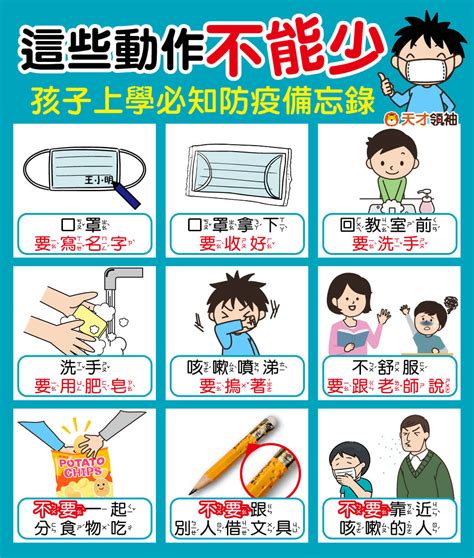 這些動作不能少
孩子上學必知防疫備忘錄
天才領袖
王小明
口罩
要寫名字
口罩拿下
要收好
回教室前
要洗手
洗手
要用肥皂
咳嗽噴涕
要摀著
不舒服
要跟老師說
POTATO
CHIPS
不要一起
分食物吃
不要跟
別人借文具
不要靠近
咳嗽的人